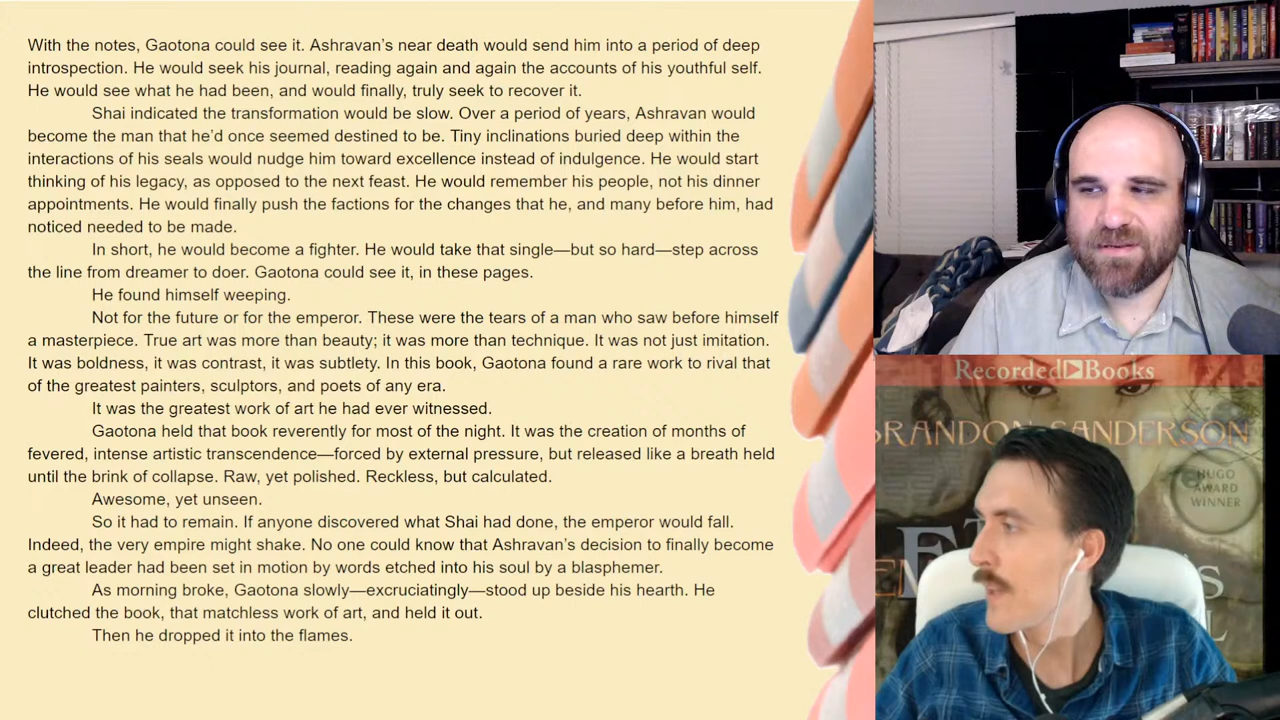 With the notes, Gaotona could see it. Ashravan’s near death would send him into a period of deep
introspection. He would seek his journal, reading again and again the accounts of his youthful self.
He would see what he had been, and would finally, truly seek to recover it.
Shai indicated the transformation would be slow. Over a period of years, Ashravan would
become the man that he’d once seemed destined to be. Tiny inclinations buried deep within the
interactions of his seals would nudge him toward excellence instead of indulgence. He would start
thinking of his legacy, as opposed to the next feast. He would remember his people, not his dinner
appointments. He would finally push the factions for the changes that he, and many before him, had
noticed needed to be made.
In short, he would become a fighter. He would take that single—but so hard—step across
the line from dreamer to doer. Gaotona could see it, in these pages.
He found himself weeping.
Not for the future or for the emperor. These were the tears of a man who saw before himself
a masterpiece. True art was more than beauty; it was more than technique. It was not just imitation.
It was boldness, it was contrast, it was subtlety. In this book, Gaotona found a rare work to rival that
of the greatest painters, sculptors, and poets of any era.
It was the greatest work of art he had ever witnessed.
Gaotona held that book reverently for most of the night. It was the creation of months of
fevered, intense artistic transcendence—forced by external pressure, but released like a breath held
until the brink of collapse. Raw, yet polished. Reckless, but calculated.
Awesome, yet unseen.
So it had to remain. If anyone discovered what Shai had done, the emperor would fall.
Indeed, the very empire might shake. No one could know that Ashravan’s decision to finally become
a great leader had been set in motion by words etched into his soul by a blasphemer.
As morning broke, Gaotona slowly—excruciatingly—stood up beside his hearth. He
clutched the book, that matchless work of art, and held it out.
Then he dropped it into the flames.
Recorded Books
BRANDON SANDERSON
HUGO
AWARD
WINNER